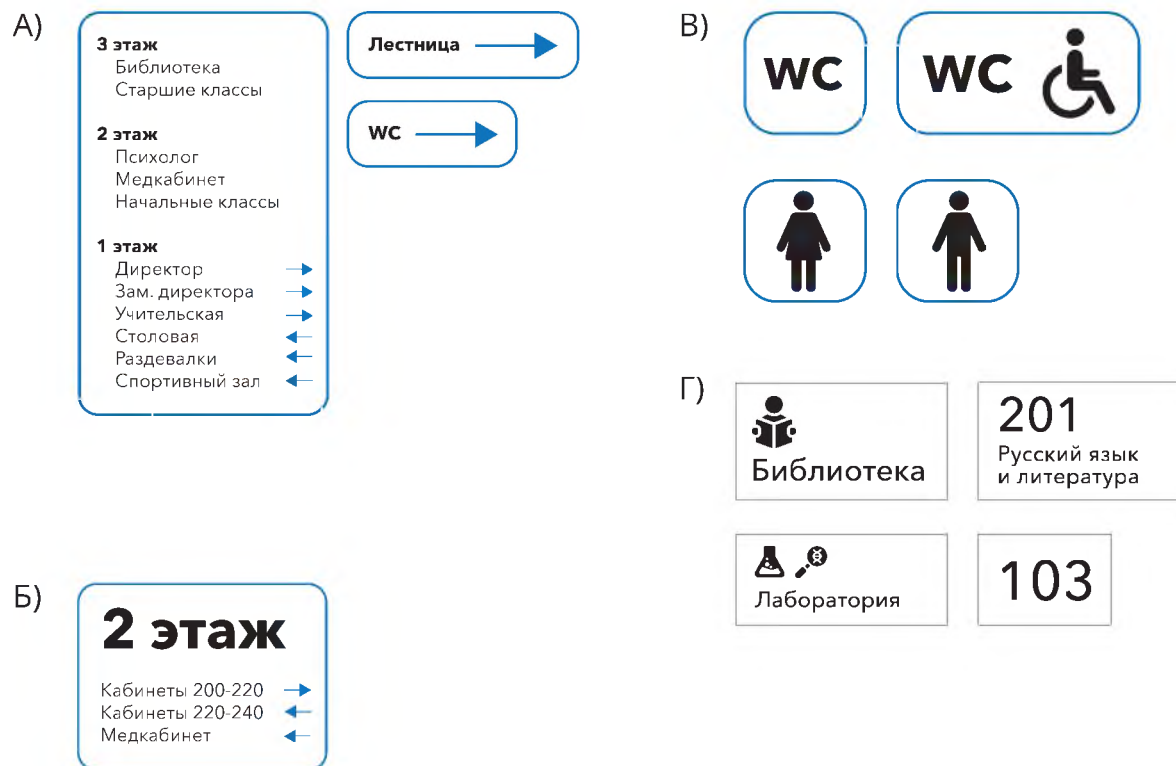 А)
3 этаж
Библиотека
Старшие классы
2 этаж
Психолог
Медкабинет
Начальные классы
1 этаж
Директор
Зам. директора
Учительская
Столовая
Раздевалки
Спортивный зал
Лестница
WC
Б)
2 этаж
Кабинеты 200-220
Кабинеты 220-240
Медкабинет
В)
WC
WC
Г)
Библиотека
201
Русский язык
и литература
Лаборатория
103